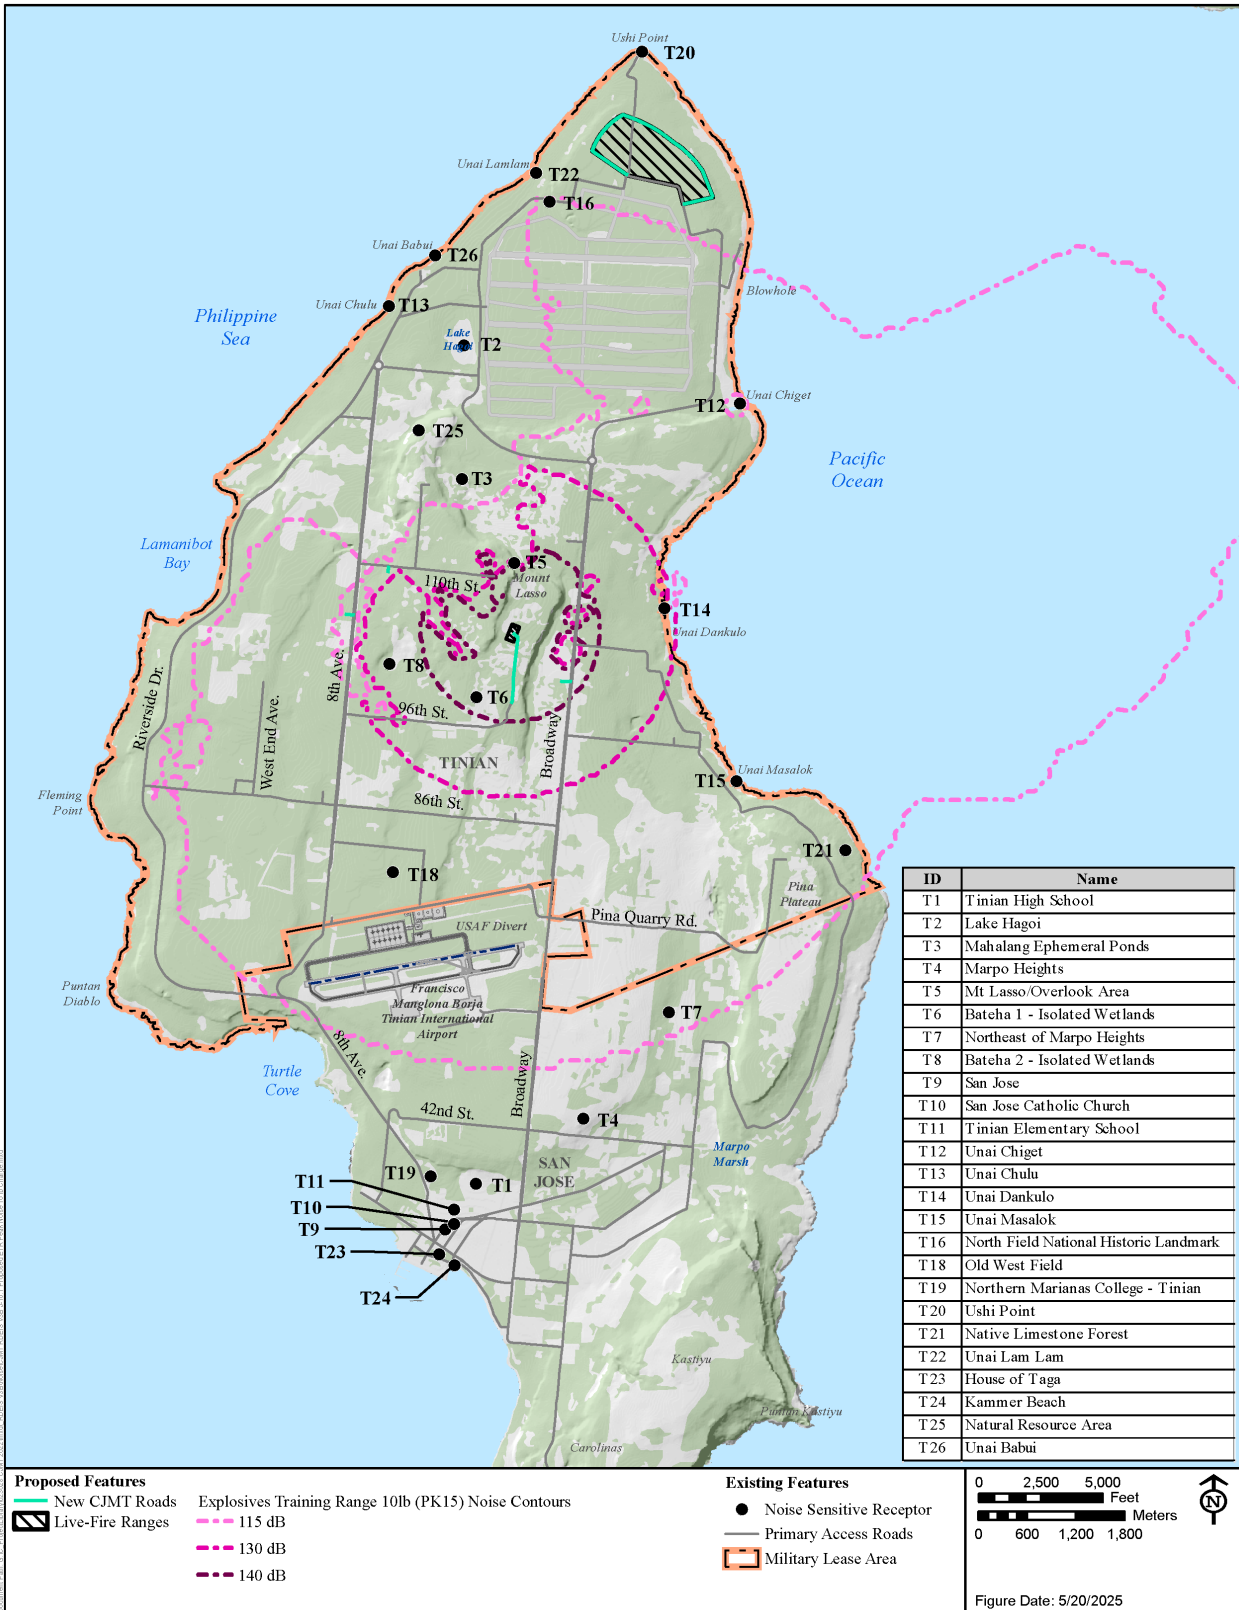 Ushi Point
T20
Unai Lamlam
T22
T16
Unai Babui
T26
Unai Chulu
T13
Philippine
Sea
Blowhole
Lake
Hagoi
T2
Unai Chiget
T12
T25
Pacific
Ocean
T3
Lamanibot
Bay
T5
Mount
Lasso
110th St.
T14
Unai Dankulo
T8
8th Ave.
T6
96th St.
Riverside Dr.
West End Ave.
Broadway
TINIAN
Unai Masalok
T15
Fleming
Point
86th St.
T21
T18
Pina
Plateau
Pina Quarry Rd.
USAF Divert
Puntan
Diablo
Francisco
Manglona Borja
Tinian International
Airport
T7
8th Ave.
Turtle
Cove
Broadway
42nd St.
T4
Marpo
Marsh
SAN
JOSE
T19
T1
T11
T10
T9
T23
T24
Kastiyu
Puntan Kastiyu
Carolinas
ID Name
T1 Tinian High School
T2 Lake Hagoi
T3 Mahalang Ephemeral Ponds
T4 Marpo Heights
T5 Mt Lasso/Overlook Area
T6 Bateha 1 - Isolated Wetlands
T7 Northeast of Marpo Heights
T8 Bateha 2 - Isolated Wetlands
T9 San Jose
T10 San Jose Catholic Church
T11 Tinian Elementary School
T12 Unai Chiget
T13 Unai Chulu
T14 Unai Dankulo
T15 Unai Masalok
T16 North Field National Historic Landmark
T18 Old West Field
T19 Northern Marianas College - Tinian
T20 Ushi Point
T21 Native Limestone Forest
T22 Unai Lam Lam
T23 House of Taga
T24 Kammer Beach
T25 Natural Resource Area
T26 Unai Babui
Proposed Features
New CJMT Roads
Live-Fire Ranges
Explosives Training Range 10lb (PK15) Noise Contours
115 dB
130 dB
140 dB
Existing Features
Noise Sensitive Receptor
Primary Access Roads
Military Lease Area
0 2,500 5,000
Feet
Meters
0 600 1,200 1,800
N
Figure Date: 5/20/2025